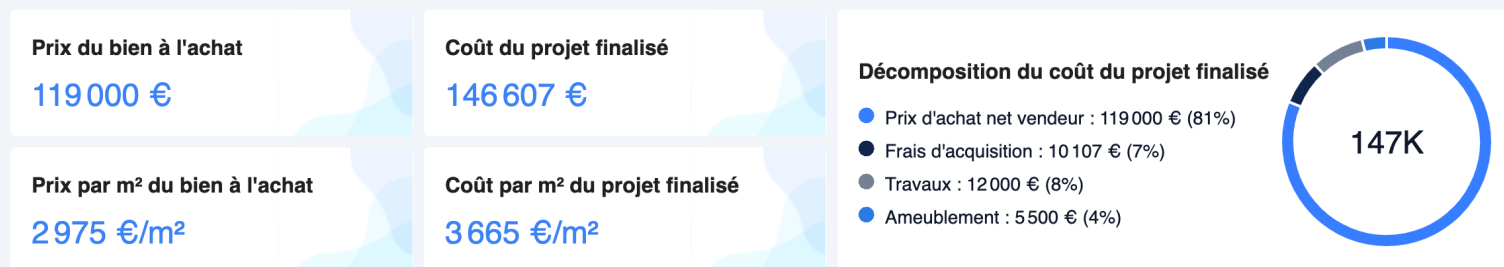 Prix du bien à l'achat
119 000 €
Coût du projet finalisé
146 607 €
Prix par m² du bien à l'achat
2 975 €/m²
Coût par m² du projet finalisé
3 665 €/m²
Décomposition du coût du projet finalisé
Prix d'achat net vendeur : 119 000 € (81%)
Frais d'acquisition : 10 107 € (7%)
Travaux : 12 000 € (8%)
Ameublement : 5 500 € (4%)
147K